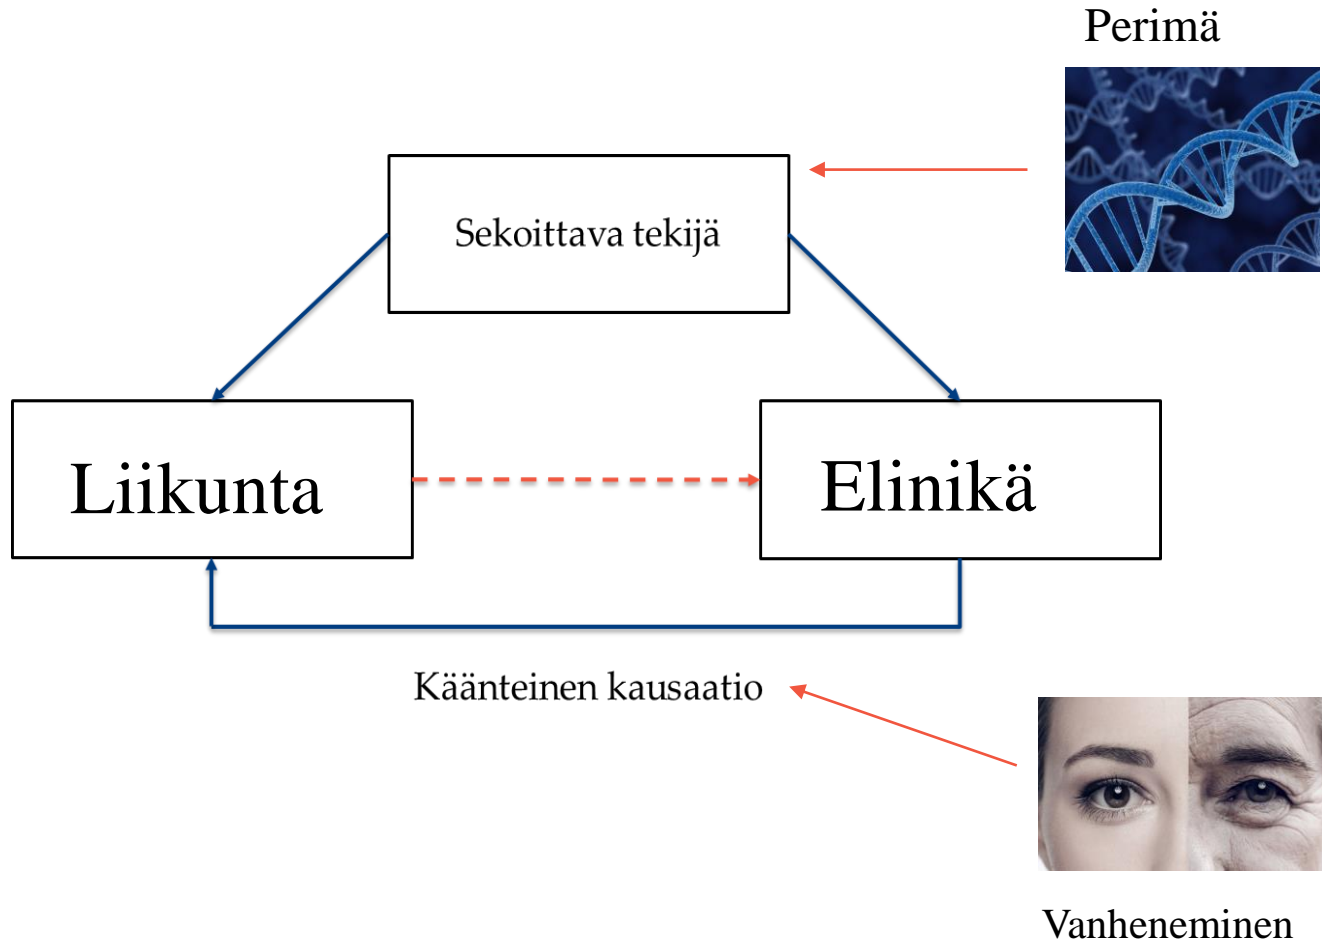 Perimä
Sekoittava tekijä
Liikunta
Elinikä
Käänteinen kausaatio
Vanheneminen